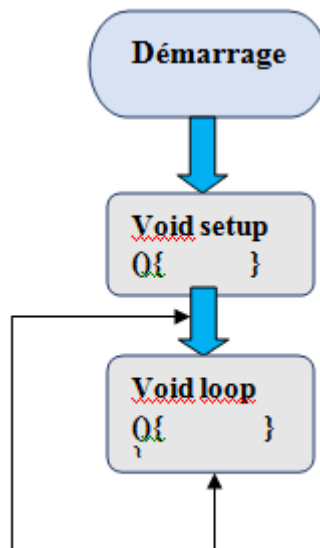 Démarrage
Void setup
(){ }
Void loop
(){ }
}